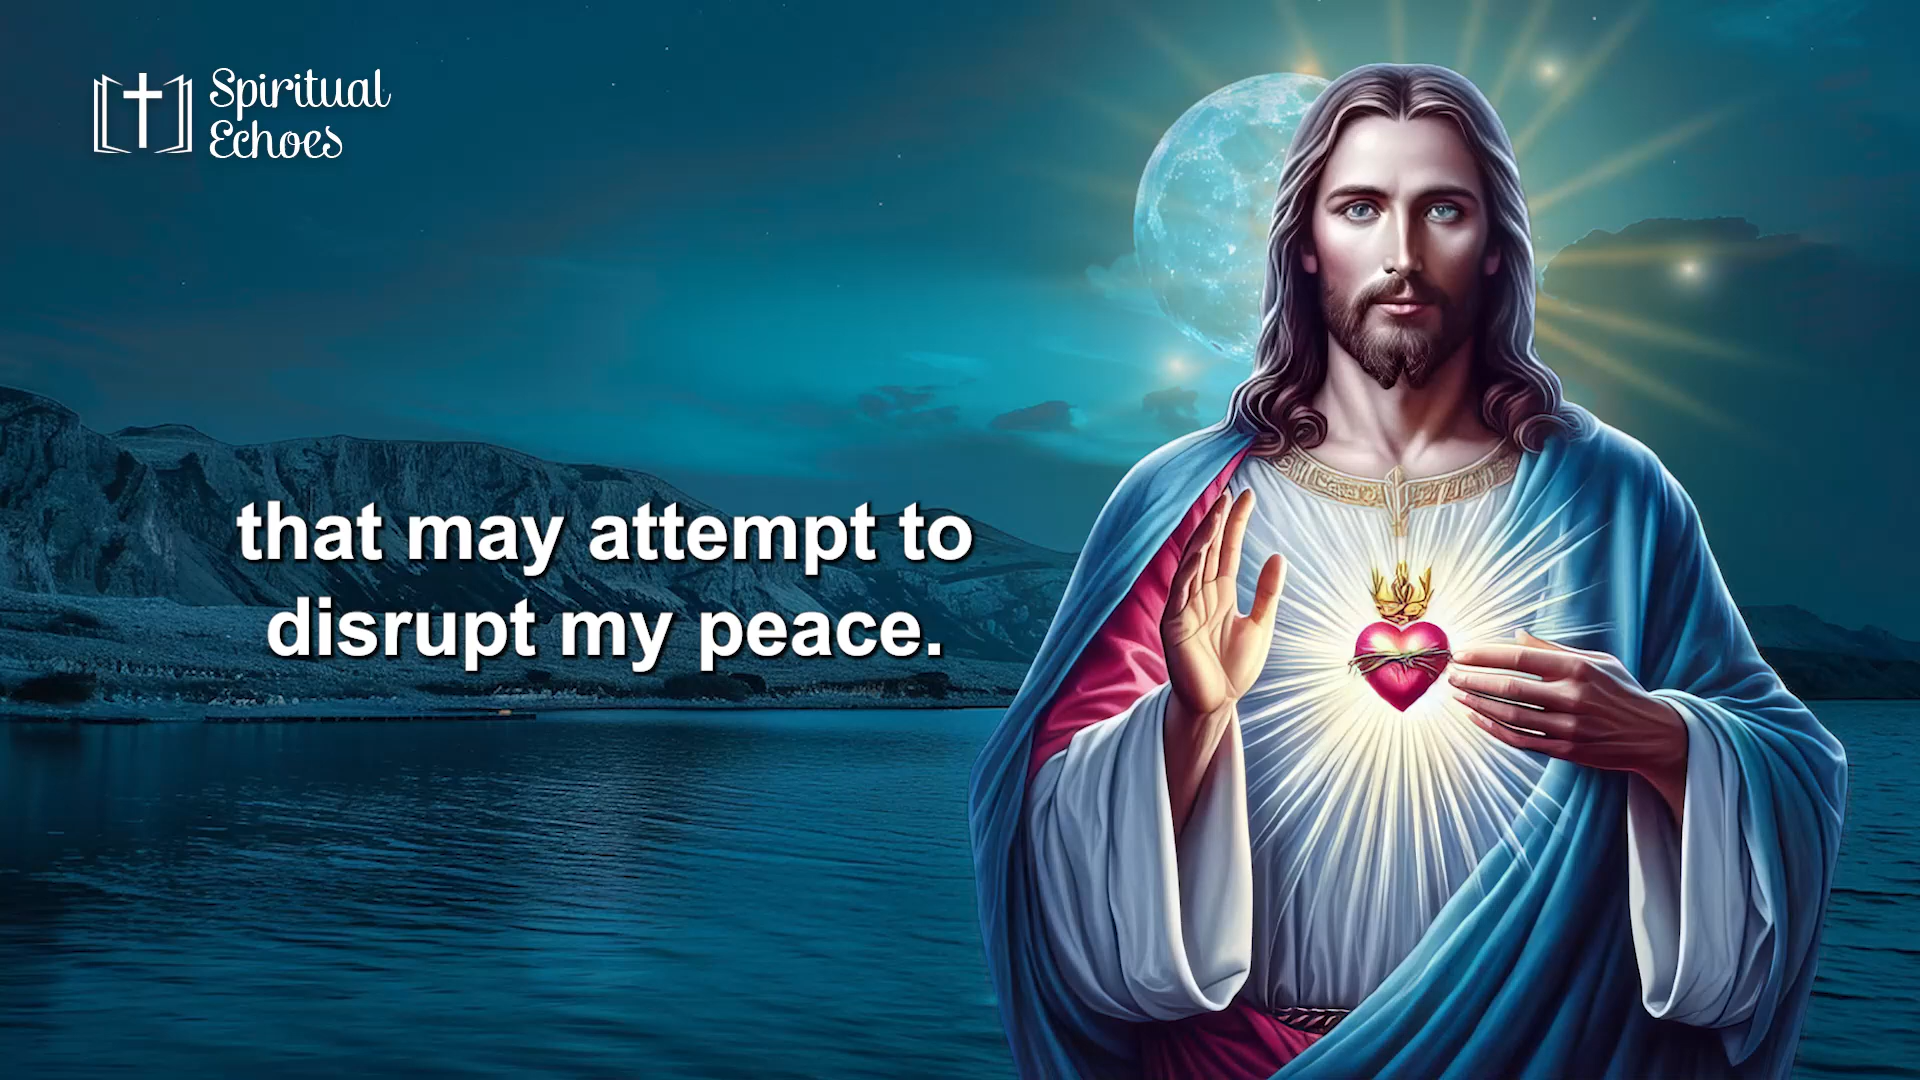 Spiritual
Echoes
that may attempt to
disrupt my peace.